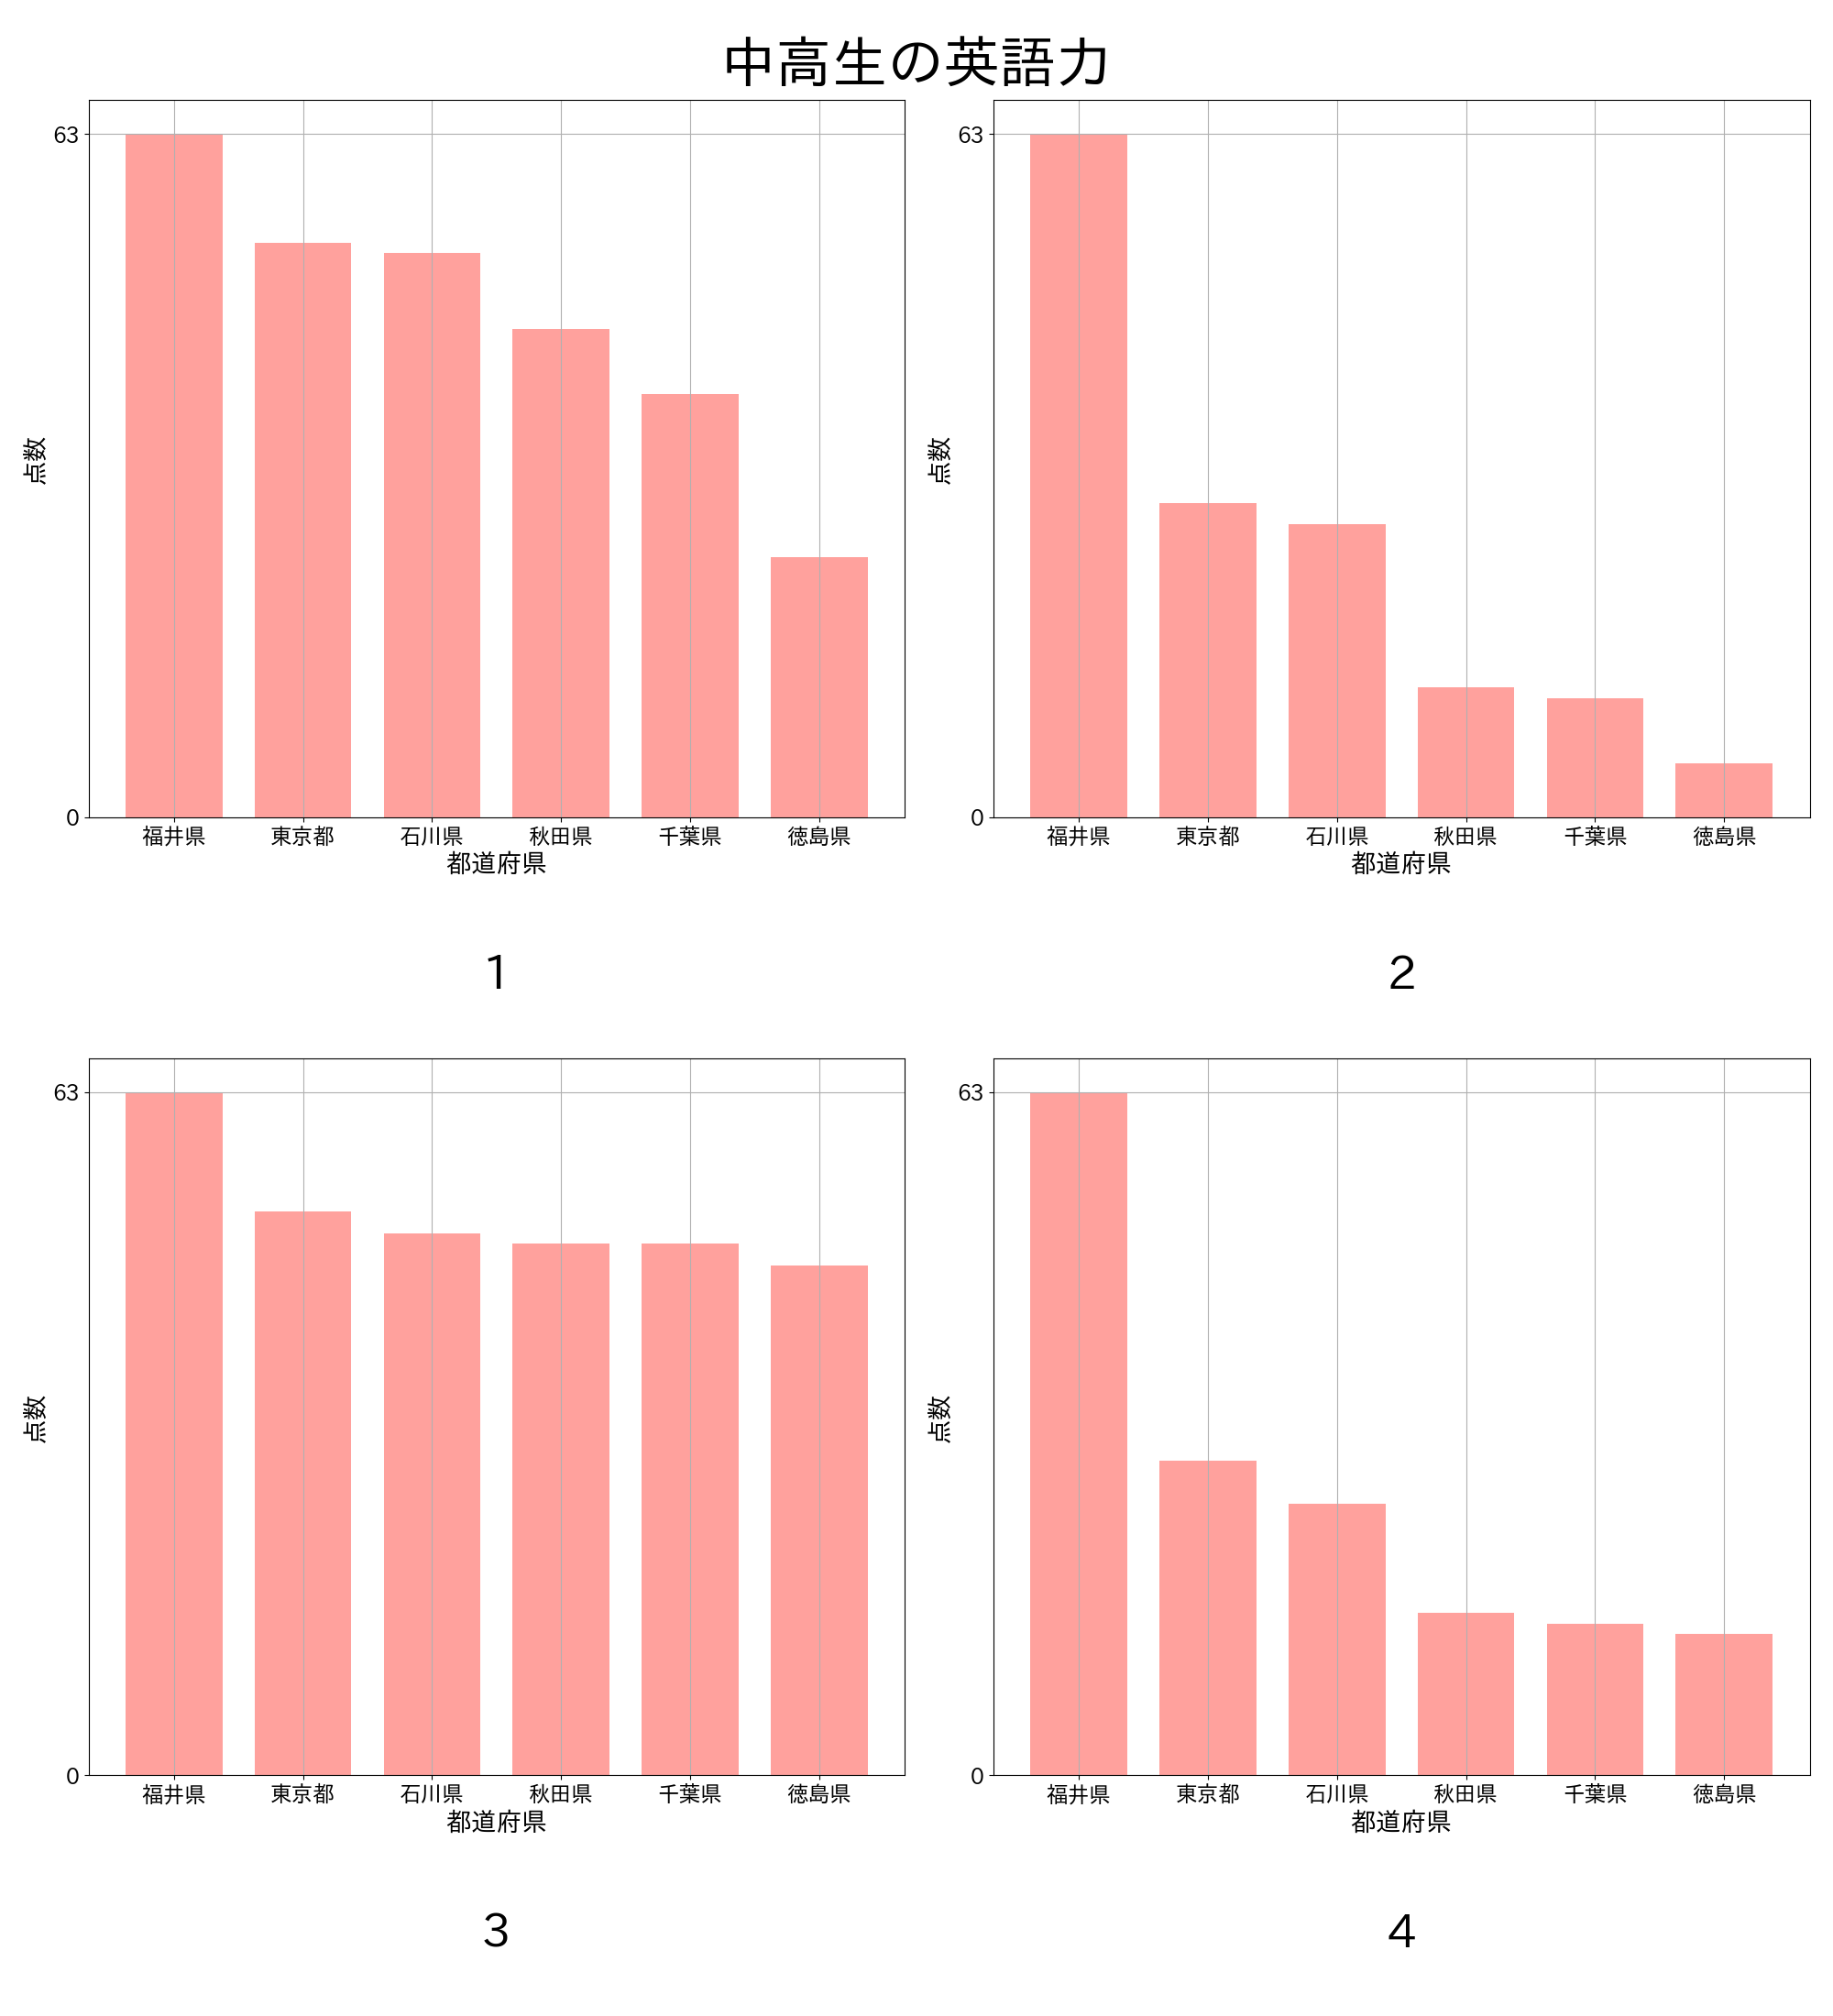 中高生の英語力
63
0
点数
福井県 東京都 石川県 秋田県 千葉県 徳島県
都道府県
1
63
0
点数
福井県 東京都 石川県 秋田県 千葉県 徳島県
都道府県
2
63
0
点数
福井県 東京都 石川県 秋田県 千葉県 徳島県
都道府県
3
63
0
点数
福井県 東京都 石川県 秋田県 千葉県 徳島県
都道府県
4